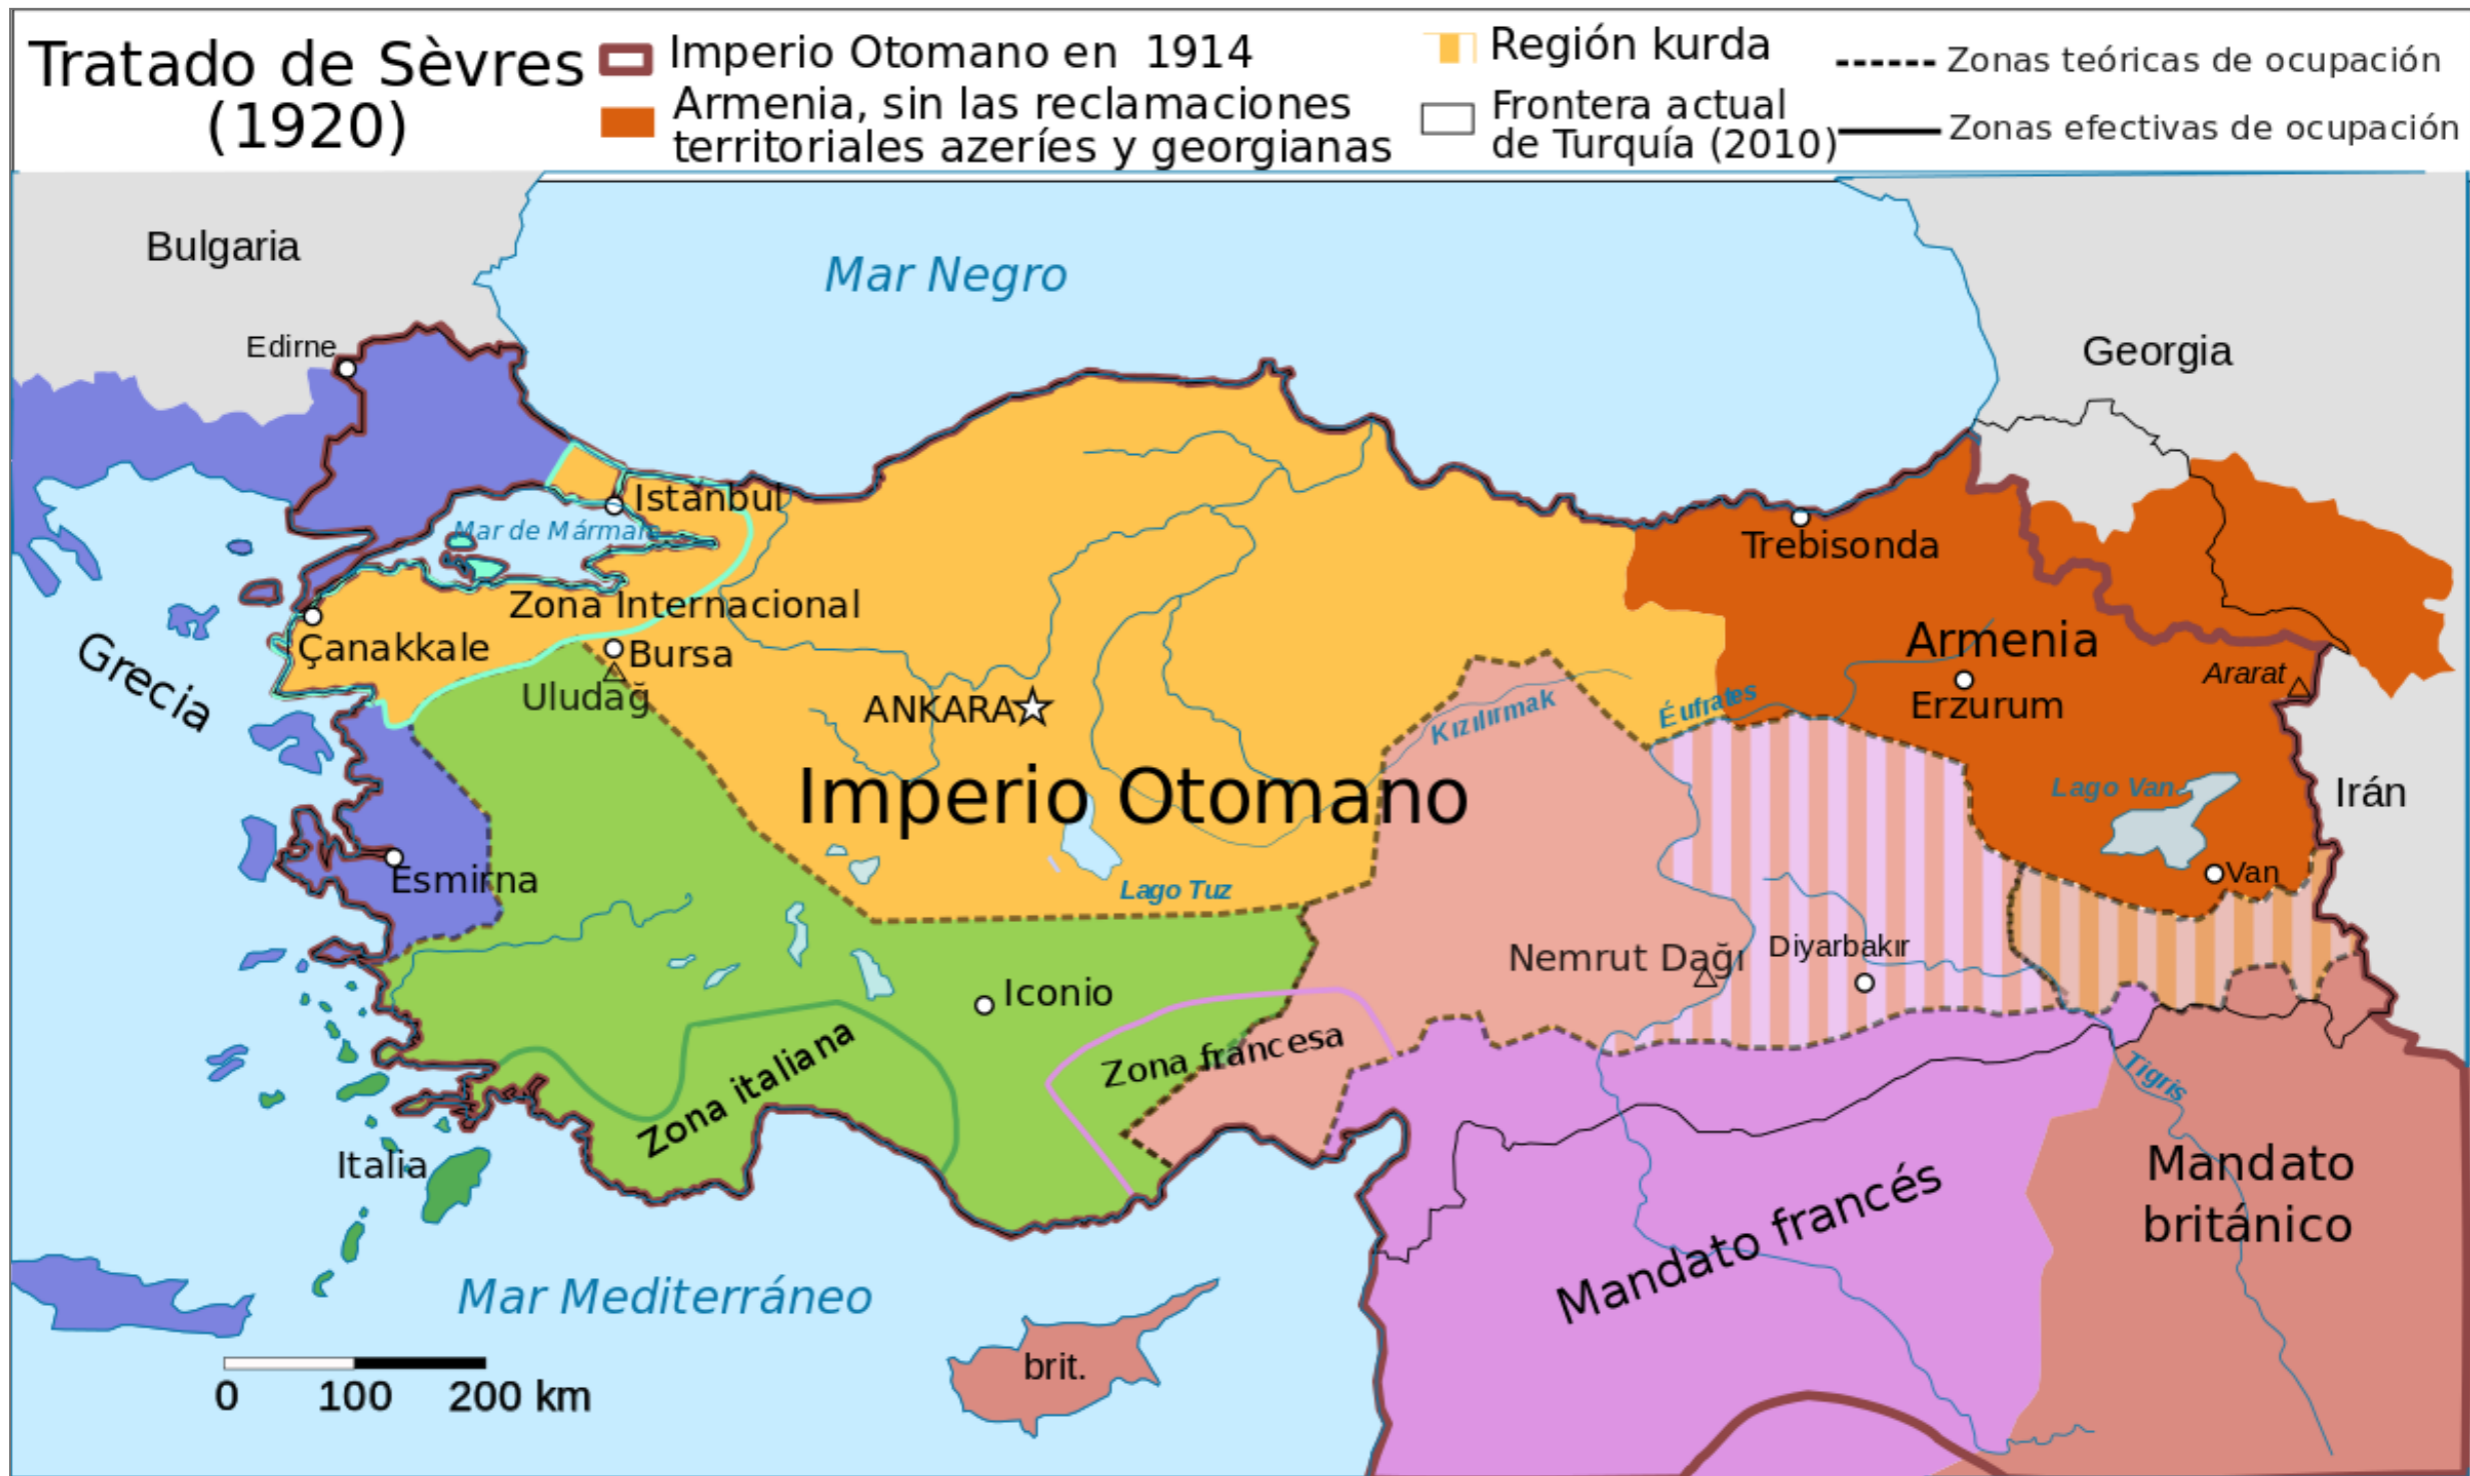 Tratado de Sèvres
(1920)
Imperio Otomano en 1914
Armenia, sin las reclamaciones
territoriales azeríes y georgianas
Región kurda
Frontera actual
de Turquía (2010)
Zonas teóricas de ocupación
Zonas efectivas de ocupación
Bulgaria
Mar Negro
Edirne
Georgia
Istanbul
Mar de Mármara
Trebisonda
Zona Internacional
Çanakkale
Bursa
Armenia
Grecia
Uludağ
ANKARA
Ararat
Erzurum
Kızılırmak
Éufrates
Imperio Otomano
Lago Van
Irán
Esmirna
Lago Tuz
Van
Nemrut Dağı
Diyarbakır
Iconio
Zona italiana
Zona francesa
Tigris
Italia
Mandato francés
Mandato
británico
Mar Mediterráneo
brit.
0 100 200 km